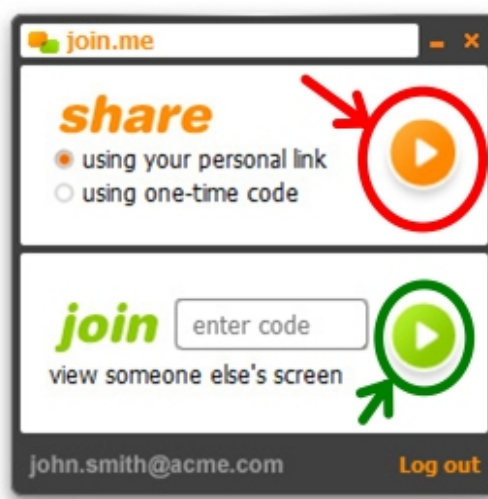 join.me
share
using your personal link
using one-time code
join enter code
view someone else's screen
john.smith@acme.com Log out